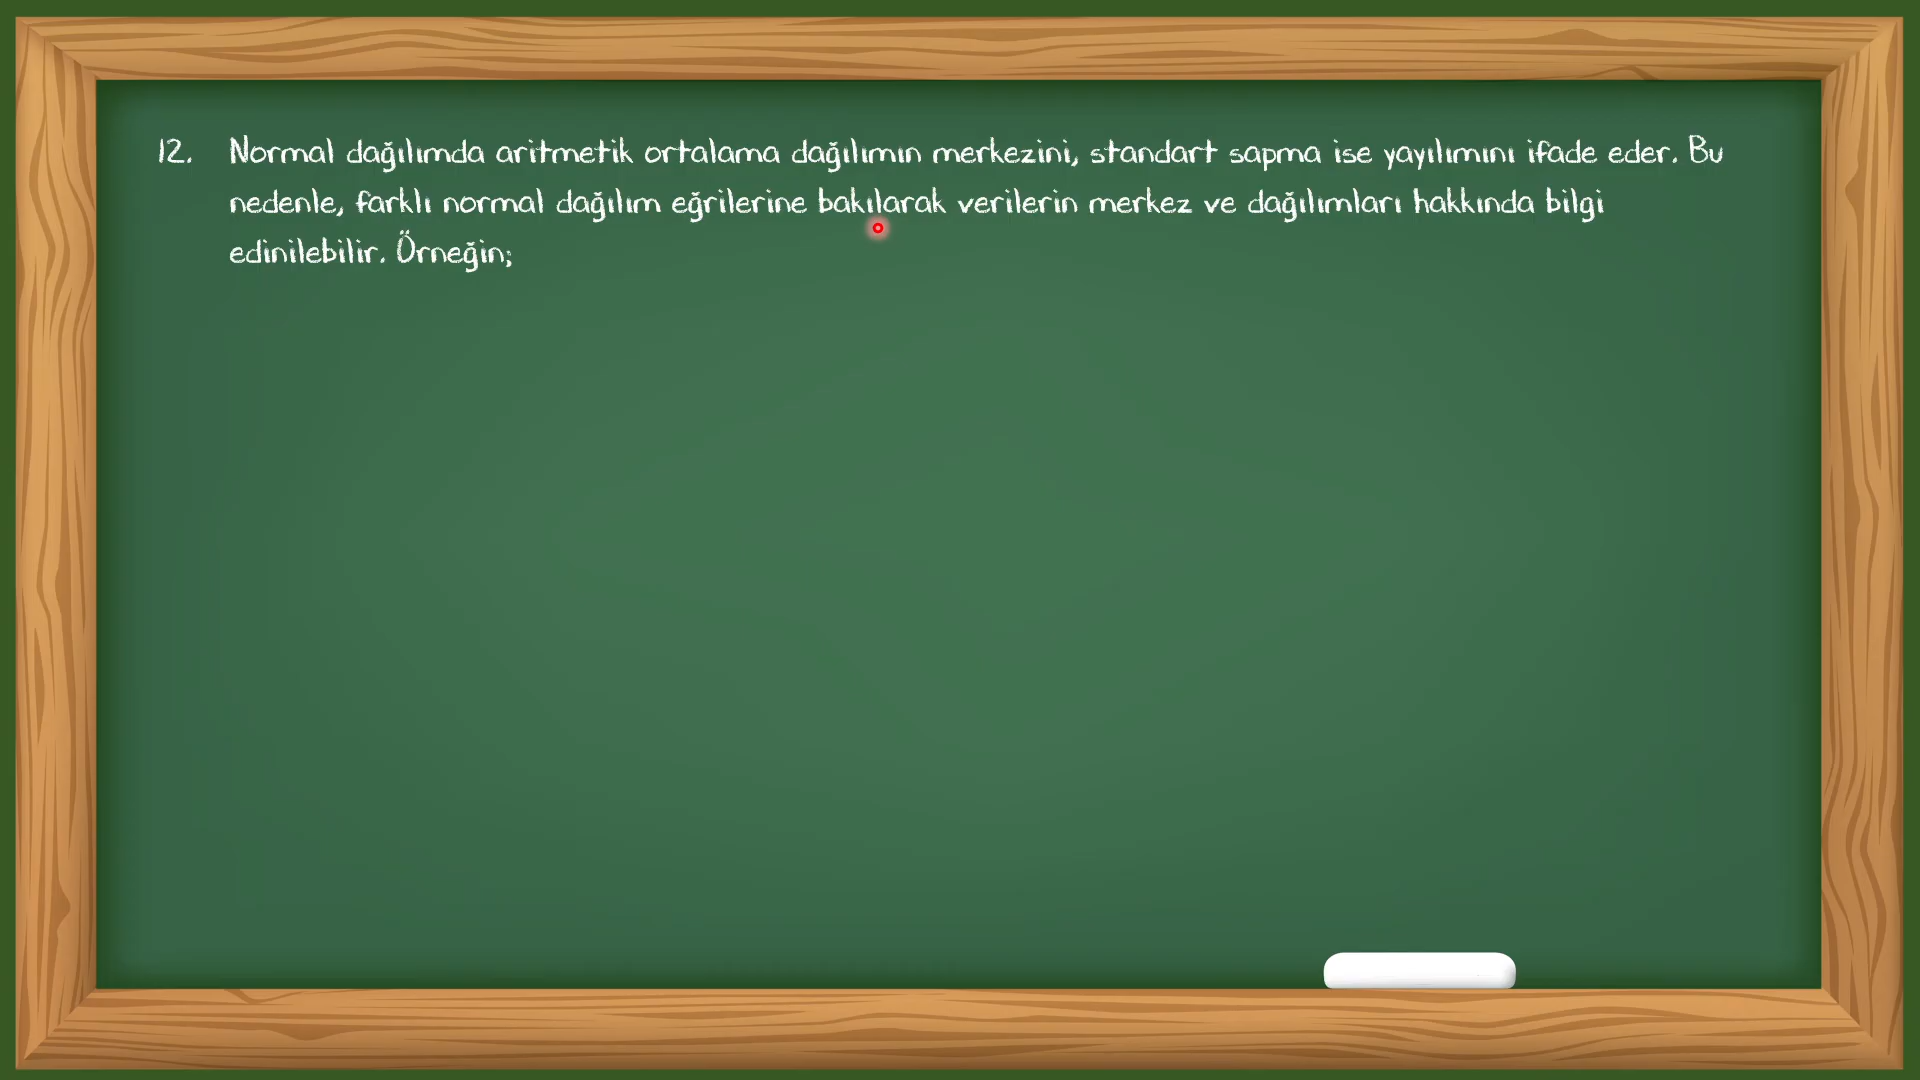 12. Normal dağılımda aritmetik ortalama dağılımın merkezini, standart sapma ise yayılımını ifade eder. Bu
nedenle, farklı normal dağılım eğrilerine bakılarak verilerin merkez ve dağılımları hakkında bilgi
edinilebilir. Örneğin;